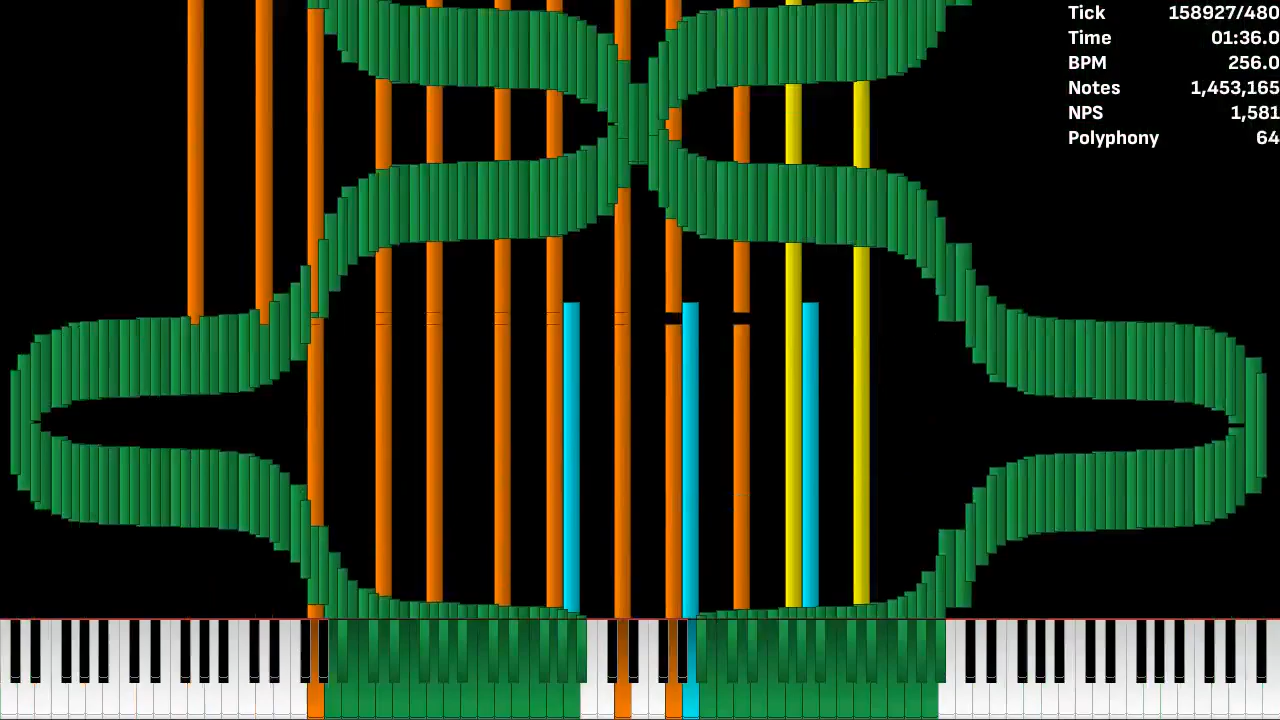 Tick 158927/480
Time 01:36.0
BPM 256.0
Notes 1,453,165
NPS 1,581
Polyphony 64